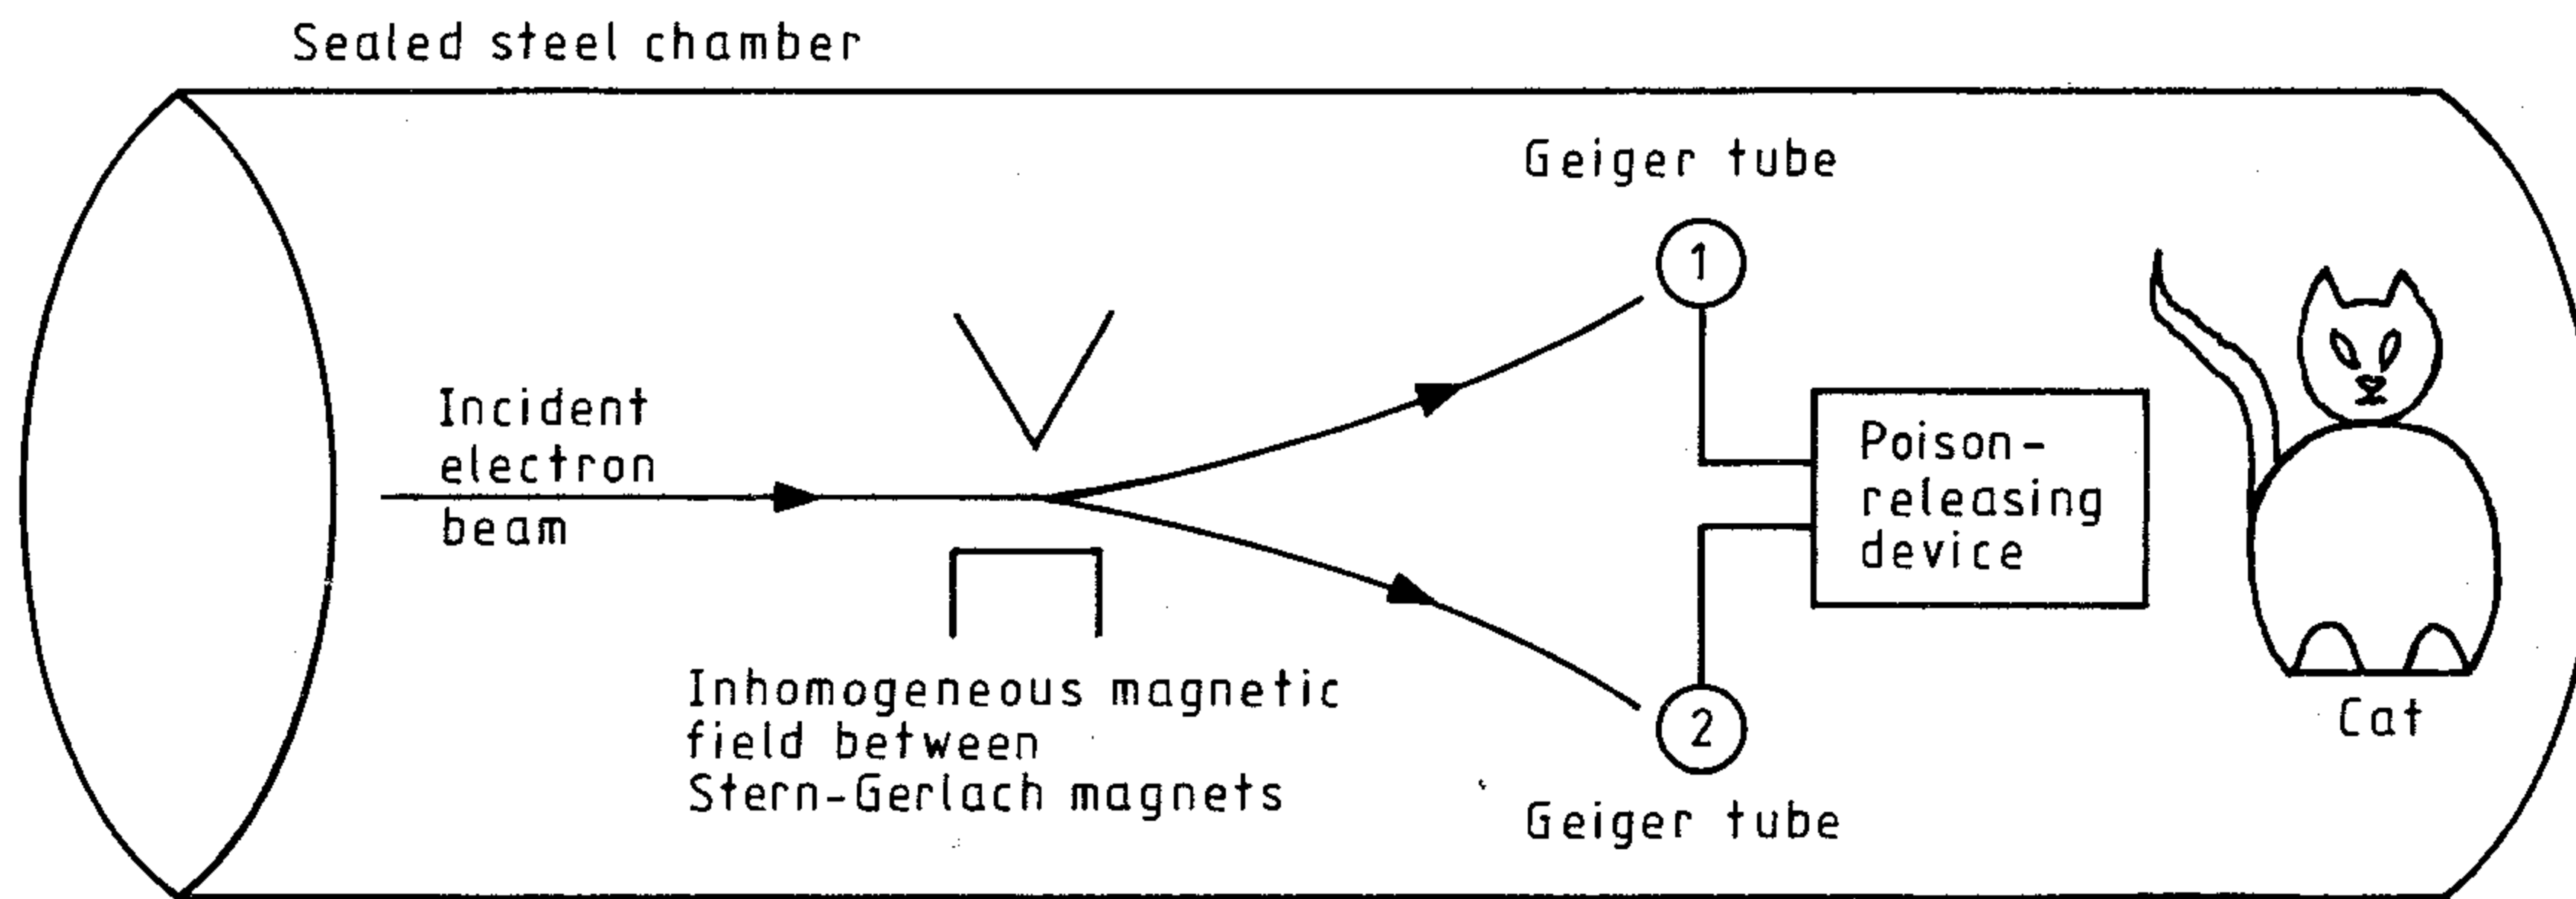 Sealed steel chamber
Geiger tube
1
Incident
electron
beam
Poison-
releasing
device
Inhomogeneous magnetic
field between
Stern-Gerlach magnets
2
Geiger tube
Cat